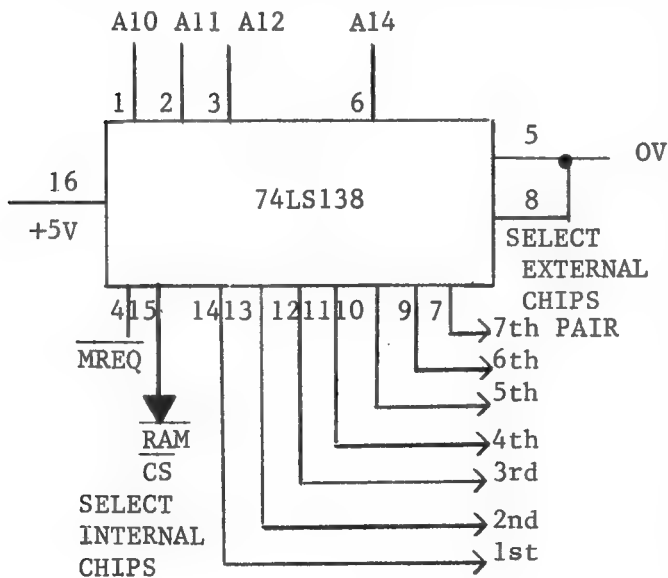 A10 A11 A12 A14
1 2 3 6
5 0V
16
74LS138
8
+5V
SELECT
EXTERNAL
CHIPS
4 15 14 13 12 11 10 9 7
7th PAIR
MREQ
6th
5th
RAM
4th
CS
3rd
SELECT
INTERNAL
CHIPS
2nd
1st